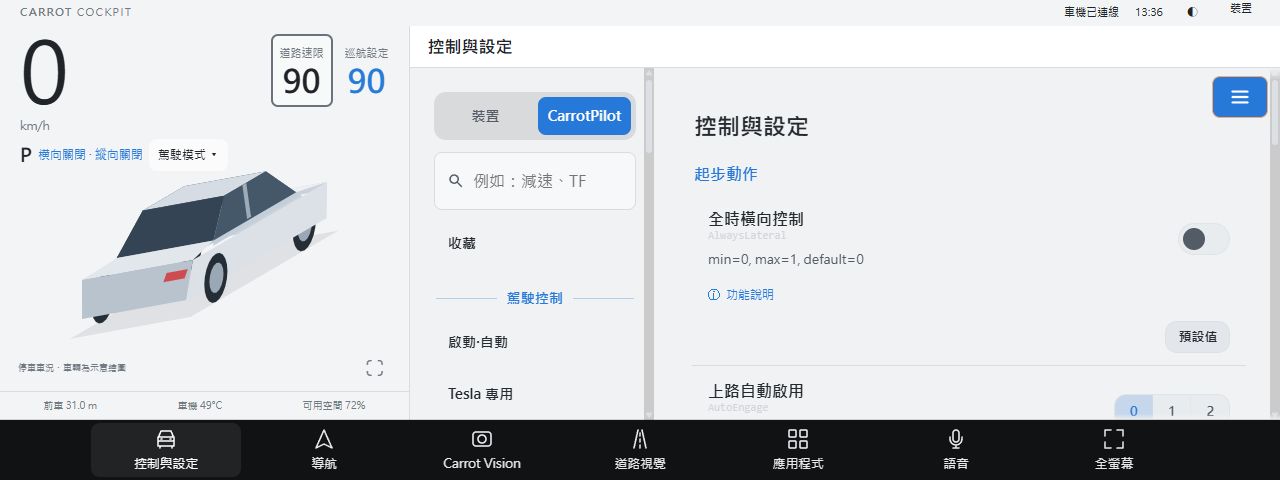 CARROT COCKPIT
車機已連線 13:36 裝置
0
km/h
道路速限
90
巡航設定
90
P 橫向關閉 · 縱向關閉 駕駛模式
停車車況 · 車輛為示意繪圖
前車 31.0 m 車機 49°C 可用空間 72%
控制與設定
裝置 CarrotPilot
例如：減速、TF
收藏
駕駛控制
啟動·自動
Tesla 專用
控制與設定
起步動作
全時橫向控制
AlwaysLateral
min=0, max=1, default=0
功能說明
預設值
上路自動啟用
AutoEngage
0 1 2
控制與設定 導航 Carrot Vision 道路視覺 應用程式 語音 全螢幕